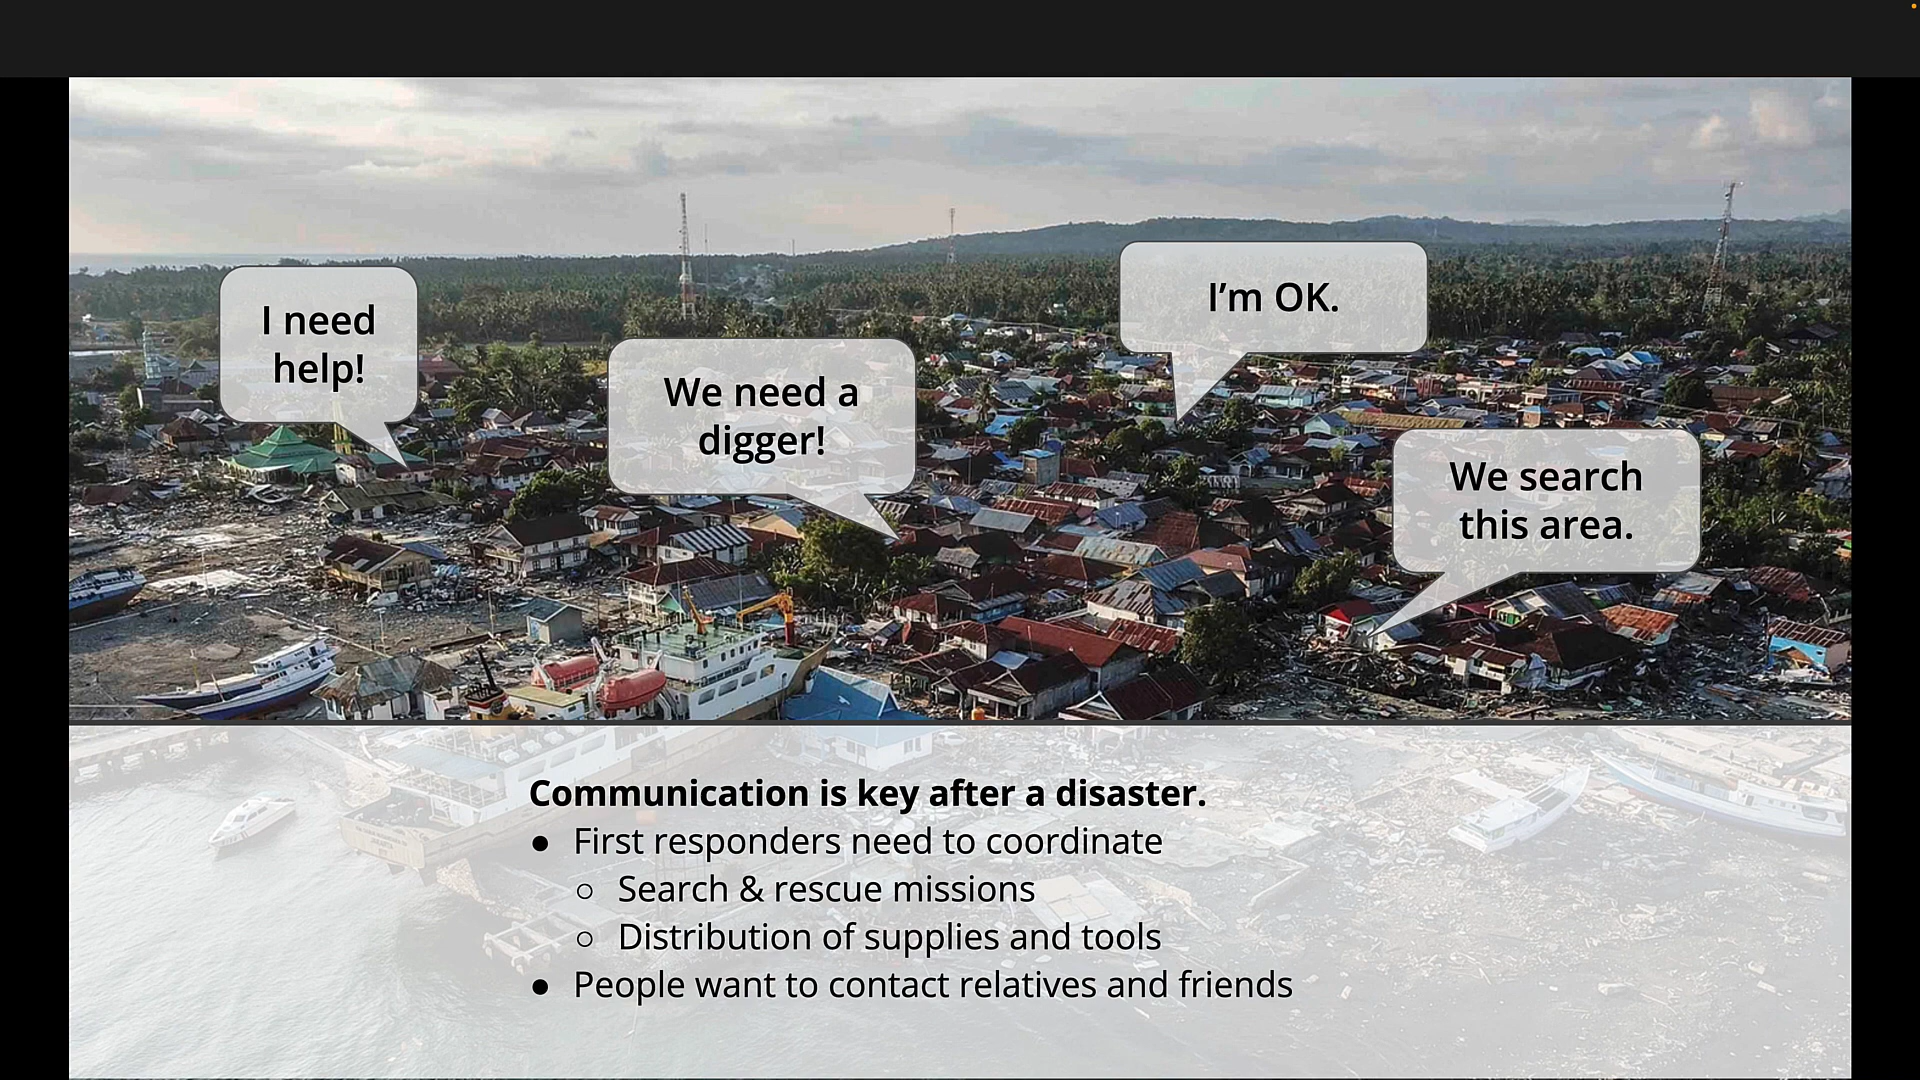 I need
help!
We need a
digger!
I’m OK.
We search
this area.
Communication is key after a disaster.
● First responders need to coordinate
○ Search & rescue missions
○ Distribution of supplies and tools
● People want to contact relatives and friends